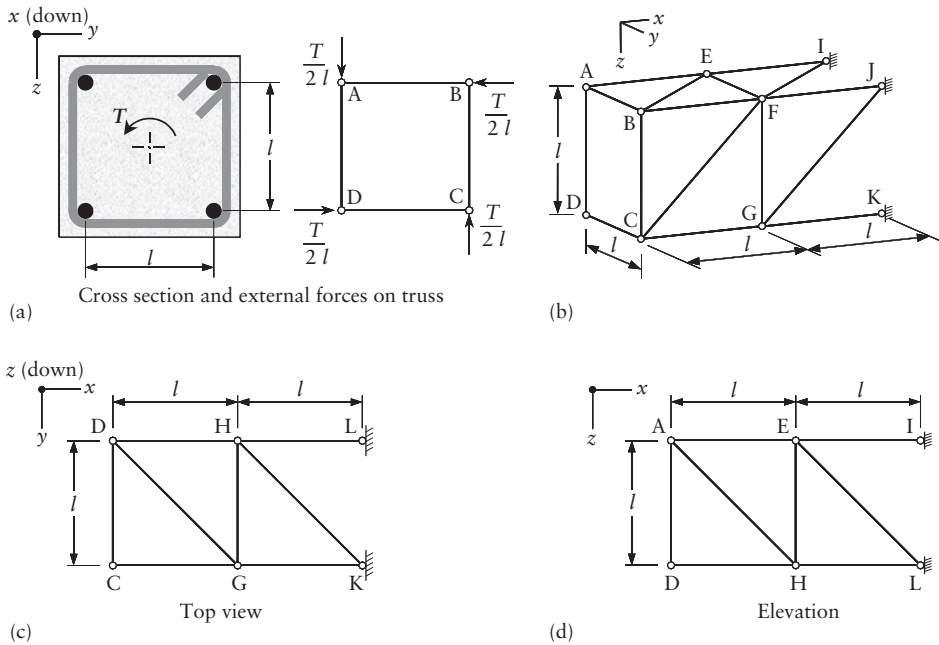 x (down)
y
z
T
l
l
T
2 l
A
B
T
2 l
D
C
T
2 l
T
2 l
(a)
Cross section and external forces on truss
x
y
z
A
E
I
B
F
J
l
D
C
G
K
l
l
l
(b)
z (down)
x
y
l
l
D
H
L
l
C
G
K
Top view
(c)
x
z
l
l
A
E
I
l
D
H
L
Elevation
(d)